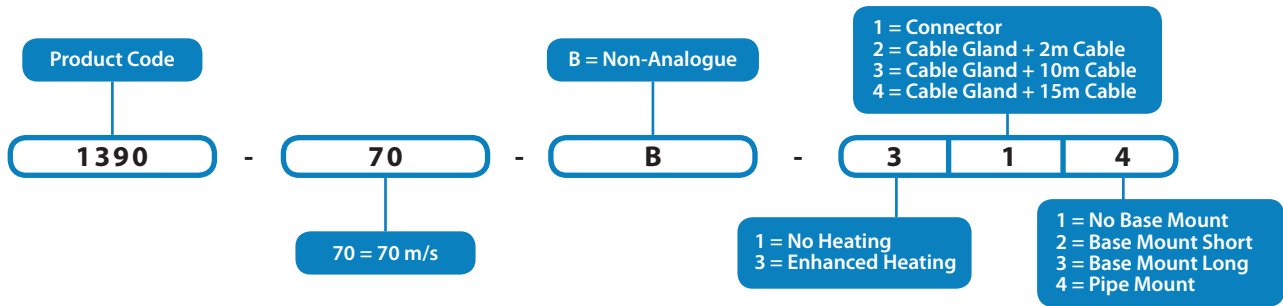 Product Code
B = Non-Analogue
1 = Connector
2 = Cable Gland + 2m Cable
3 = Cable Gland + 10m Cable
4 = Cable Gland + 15m Cable
1390 - 70 - B - 3 1 4
70 = 70 m/s
1 = No Heating
3 = Enhanced Heating
1 = No Base Mount
2 = Base Mount Short
3 = Base Mount Long
4 = Pipe Mount